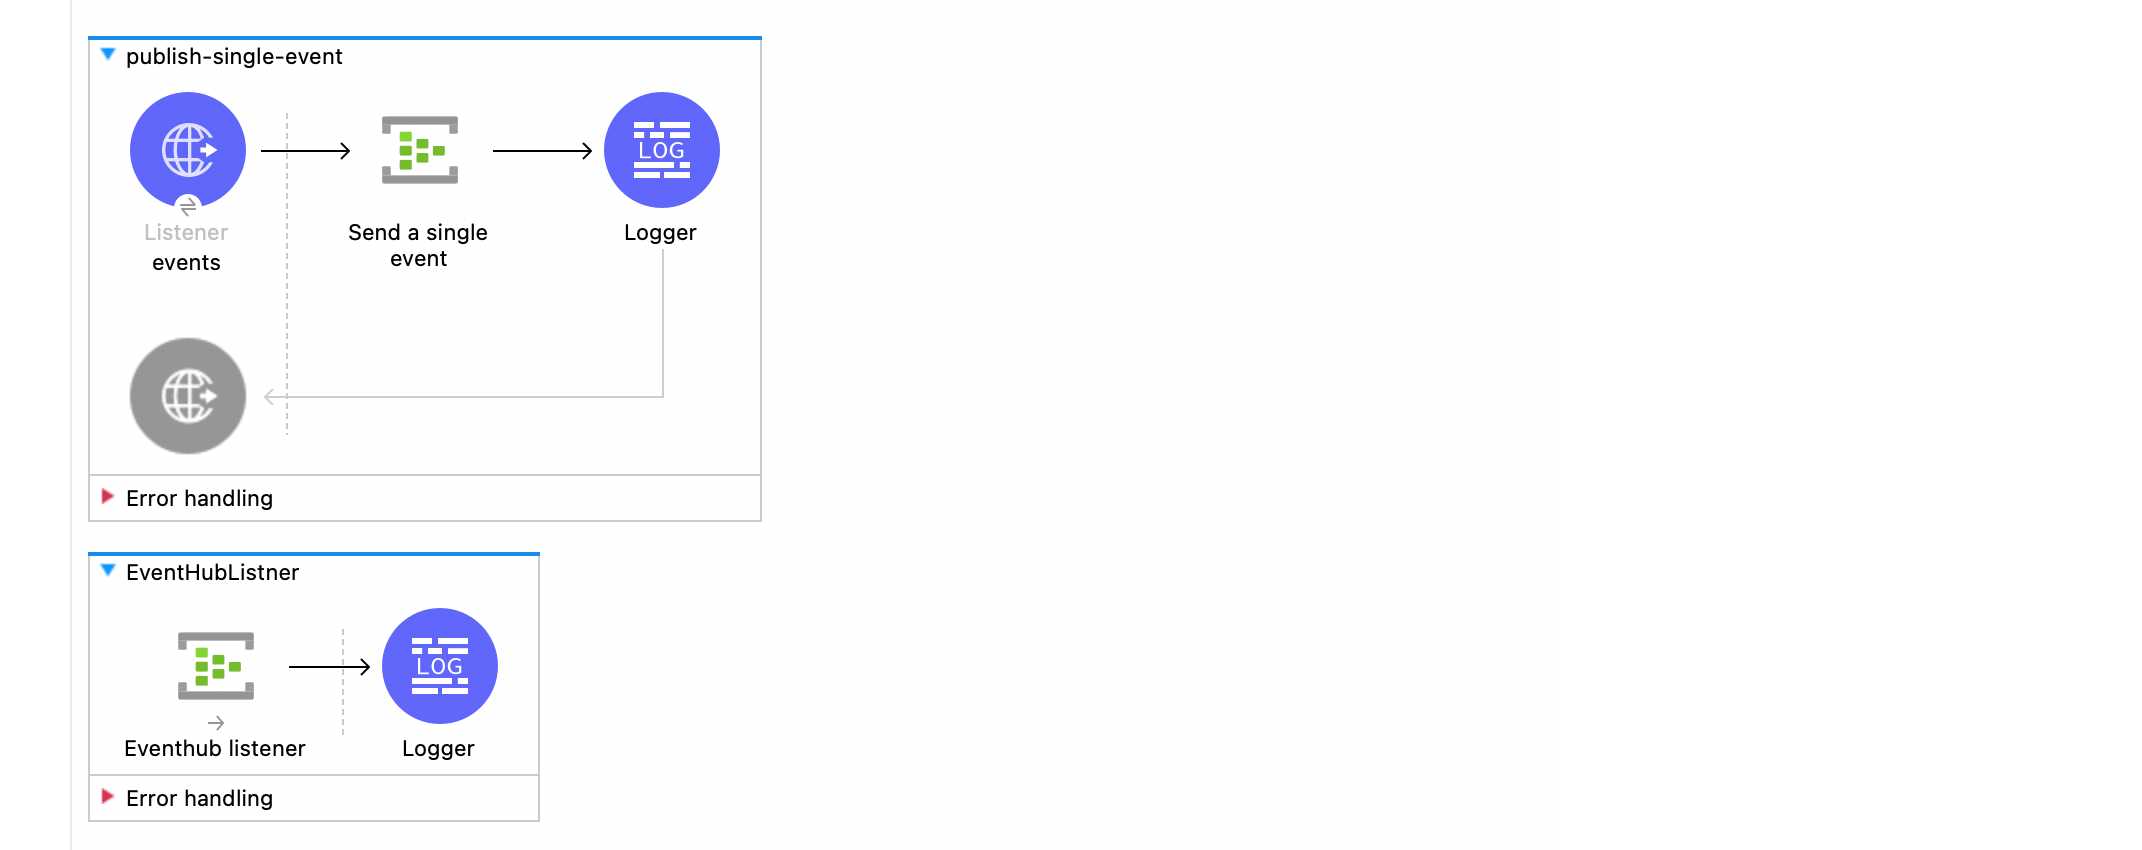 publish-single-event
LOG
Listener
events
Send a single
event
Logger
Error handling
EventHubListner
LOG
Eventhub listener
Logger
Error handling